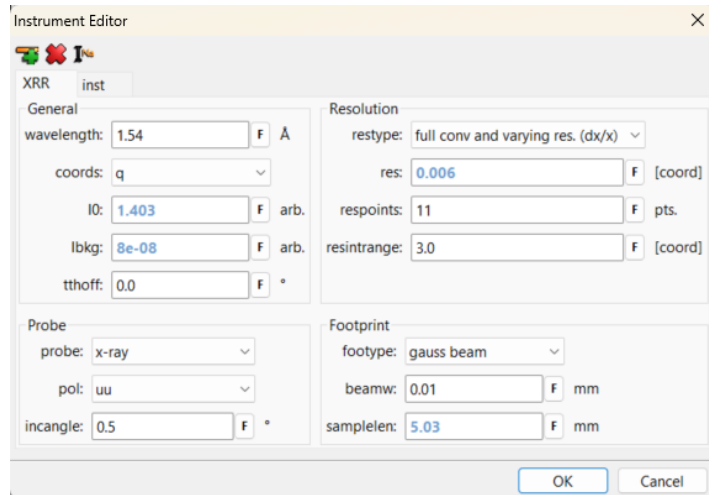 Instrument Editor
XRR inst
General
wavelength: 1.54 F Å
coords: q
I0: 1.403 F arb.
Ibkg: 8e-08 F arb.
tthoff: 0.0 F °
Resolution
restype: full conv and varying res. (dx/x)
res: 0.006 F [coord]
respoints: 11 F pts.
resintrange: 3.0 F [coord]
Probe
probe: x-ray
pol: uu
incangle: 0.5 F °
Footprint
footype: gauss beam
beamw: 0.01 F mm
samplelen: 5.03 F mm
OK Cancel